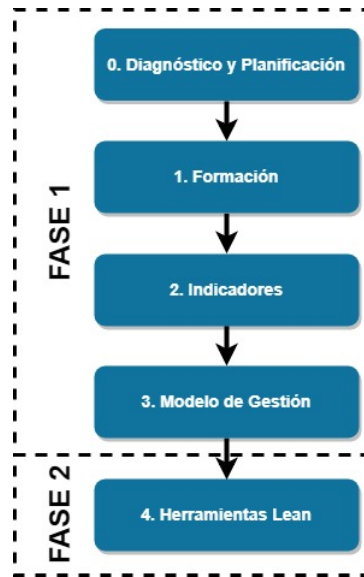 FASE 1
0. Diagnóstico y Planificación
1. Formación
2. Indicadores
3. Modelo de Gestión
FASE 2
4. Herramientas Lean